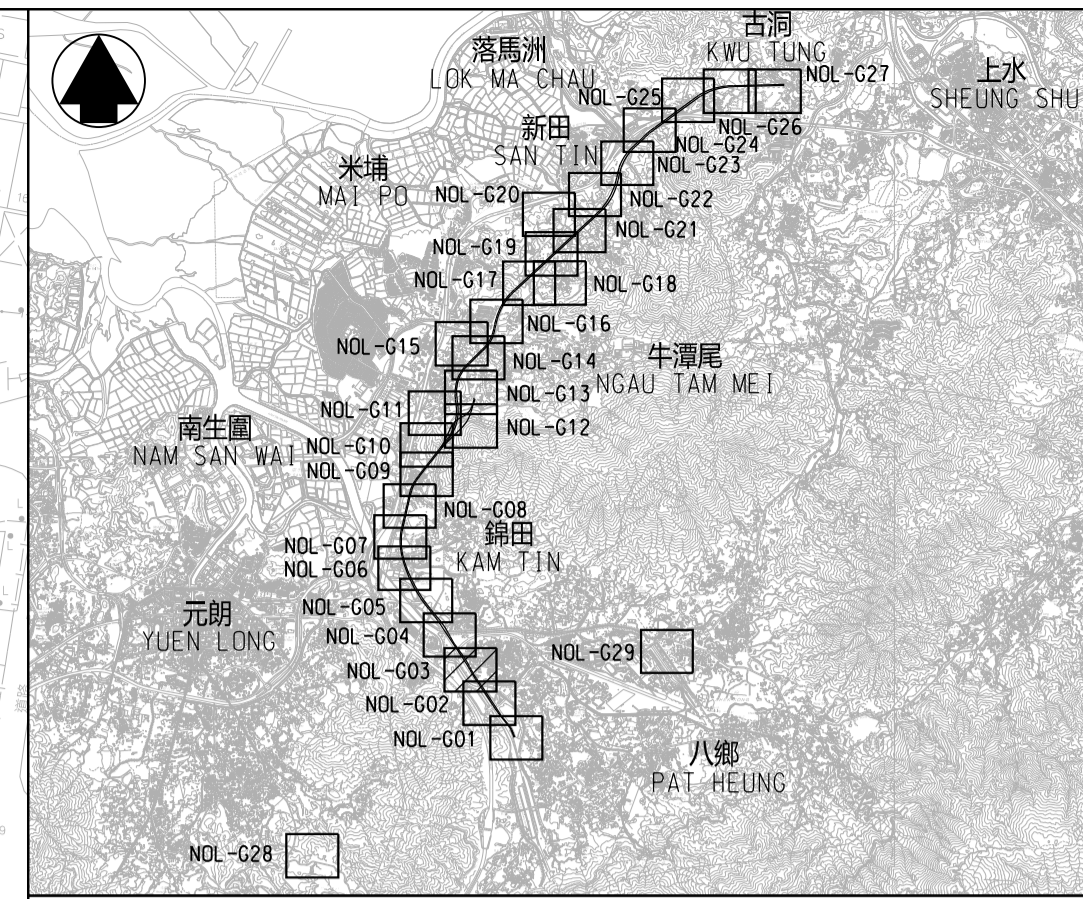 古洞
KWU TUNG
落馬洲
LOK MA CHAU
NOL-G27
上水
SHEUNG SHU
NOL-G25
NOL-G26
新田
SAN TIN
NOL-G24
NOL-G23
米埔
MAI PO
NOL-G20
NOL-G22
NOL-G21
NOL-G19
NOL-G17
NOL-G18
NOL-G16
NOL-G15
NOL-G14
牛潭尾
NGAU TAM MEI
NOL-G13
NOL-G11
NOL-G12
南生圍
NAM SAN WAI
NOL-G10
NOL-G09
NOL-G08
錦田
KAM TIN
NOL-G07
NOL-G06
NOL-G05
元朗
YUEN LONG
NOL-G04
NOL-G03
NOL-G29
NOL-G02
NOL-G01
八鄉
PAT HEUNG
NOL-G28
道路